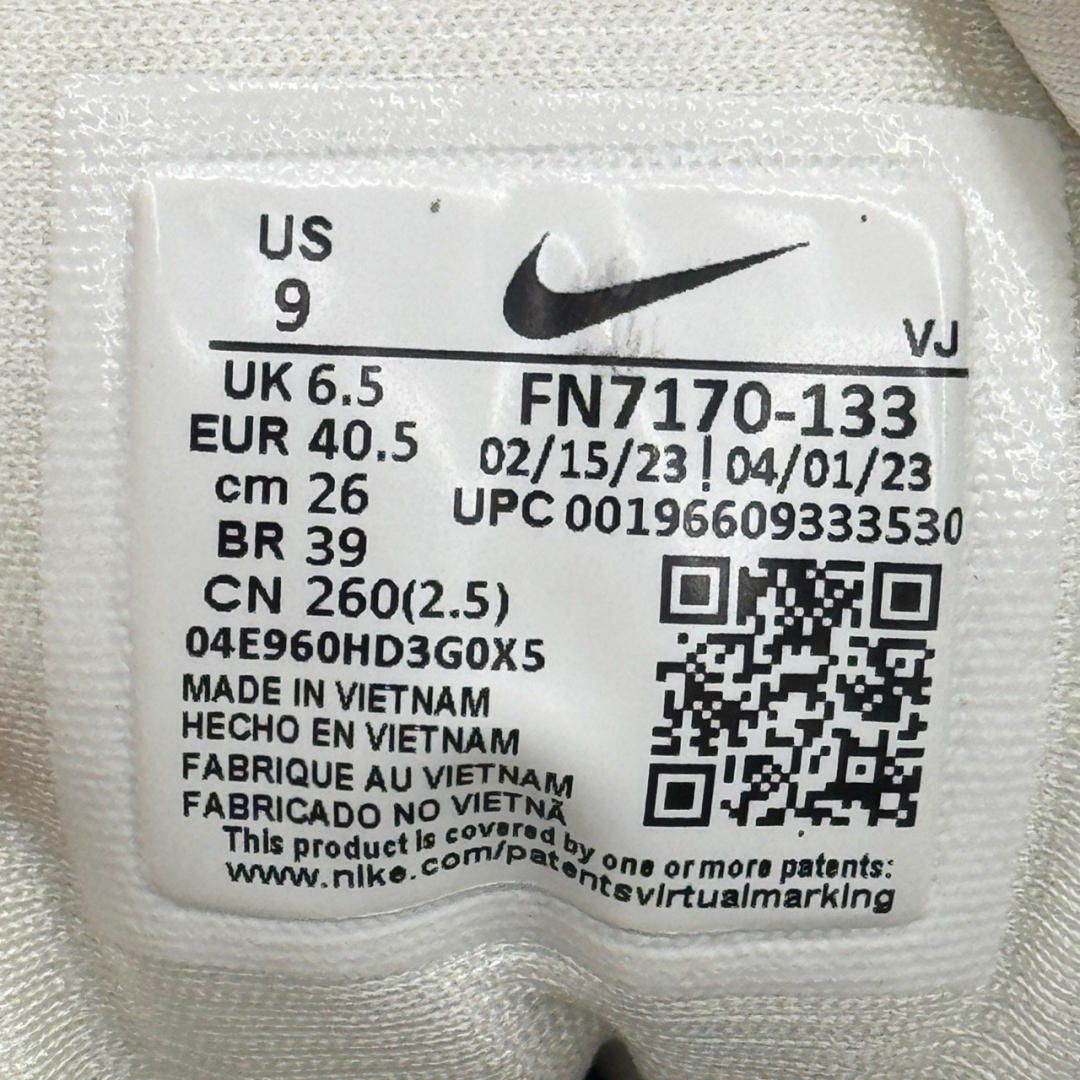 US
9
VJ
UK 6.5
EUR 40.5
cm 26
BR 39
CN 260(2.5)
FN7170-133
02/15/23 | 04/01/23
UPC 00196609333530
04E960HD3G0X5
MADE IN VIETNAM
HECHO EN VIETNAM
FABRIQUE AU VIETNAM
FABRICADO NO VIETNÃ
This product is covered by one or more patents:
www.nike.com/patentsvirtualmarking